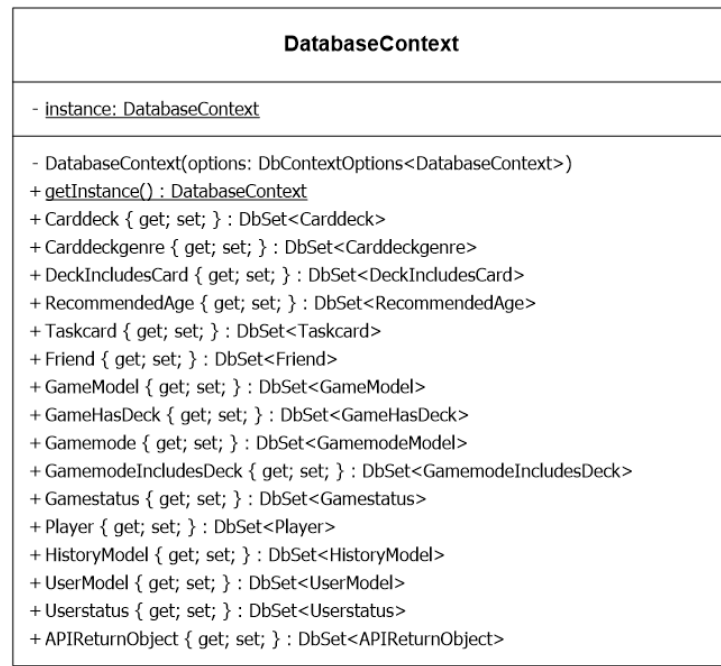 DatabaseContext
- instance: DatabaseContext
- DatabaseContext(options: DbContextOptions<DatabaseContext>)
+ getInstance() : DatabaseContext
+ Carddeck { get; set; } : DbSet<Carddeck>
+ Carddeckgenre { get; set; } : DbSet<Carddeckgenre>
+ DeckIncludesCard { get; set; } : DbSet<DeckIncludesCard>
+ RecommendedAge { get; set; } : DbSet<RecommendedAge>
+ Taskcard { get; set; } : DbSet<Taskcard>
+ Friend { get; set; } : DbSet<Friend>
+ GameModel { get; set; } : DbSet<GameModel>
+ GameHasDeck { get; set; } : DbSet<GameHasDeck>
+ Gamemode { get; set; } : DbSet<GamemodeModel>
+ GamemodeIncludesDeck { get; set; } : DbSet<GamemodeIncludesDeck>
+ Gamestatus { get; set; } : DbSet<Gamestatus>
+ Player { get; set; } : DbSet<Player>
+ HistoryModel { get; set; } : DbSet<HistoryModel>
+ UserModel { get; set; } : DbSet<UserModel>
+ Userstatus { get; set; } : DbSet<Userstatus>
+ APIReturnObject { get; set; } : DbSet<APIReturnObject>